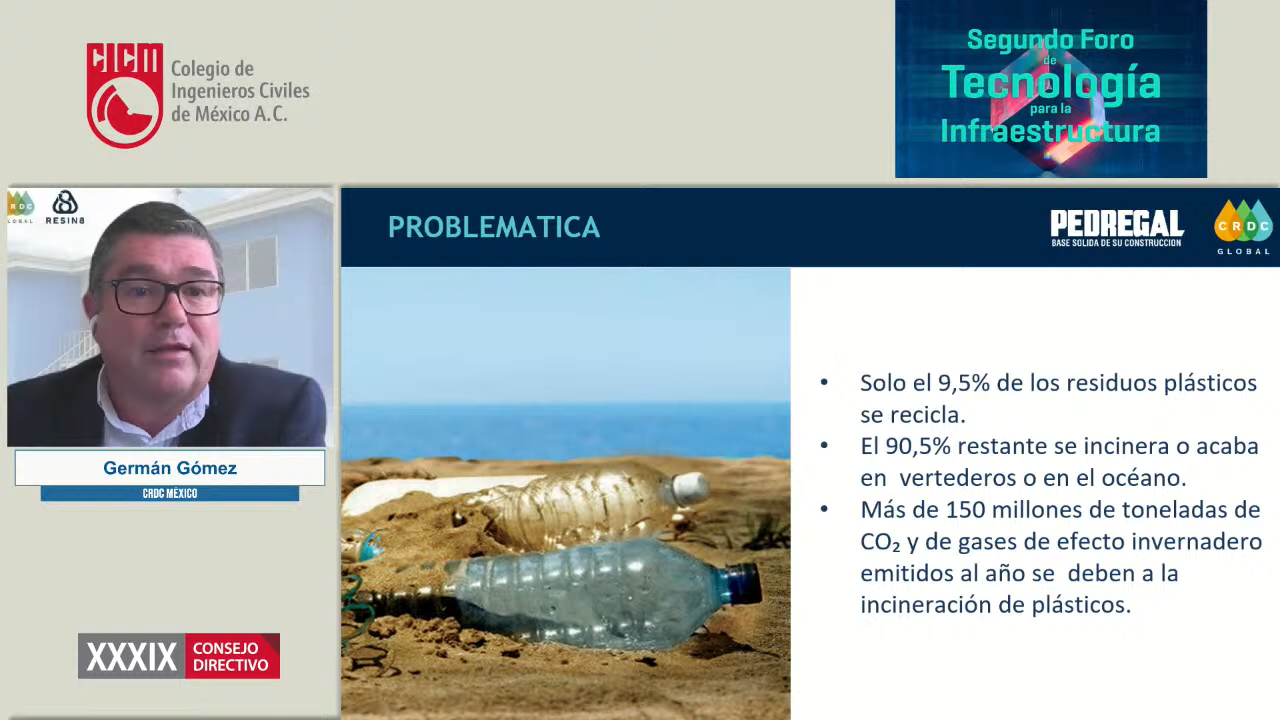 CICM
Colegio de
Ingenieros Civiles
de México A.C.
Segundo Foro
de
Tecnología
para la
Infraestructura
RDC
GLOBAL
RESIN8
PROBLEMATICA
PEDREGAL
BASE SOLIDA DE SU CONSTRUCCION
CRDC
GLOBAL
• Solo el 9,5% de los residuos plásticos
se recicla.
• El 90,5% restante se incinera o acaba
en vertederos o en el océano.
• Más de 150 millones de toneladas de
CO₂ y de gases de efecto invernadero
emitidos al año se deben a la
incineración de plásticos.
Germán Gómez
CRDC MÉXICO
XXXIX
CONSEJO
DIRECTIVO